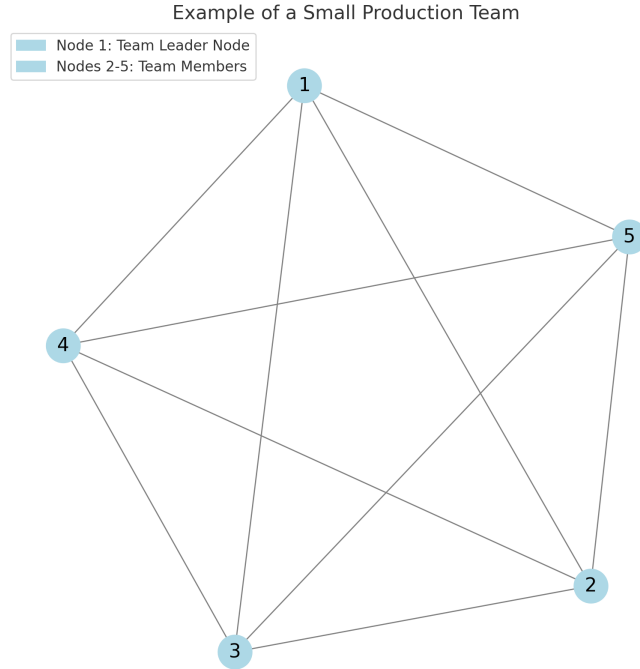 Example of a Small Production Team
Node 1: Team Leader Node
Nodes 2-5: Team Members
1
5
4
2
3